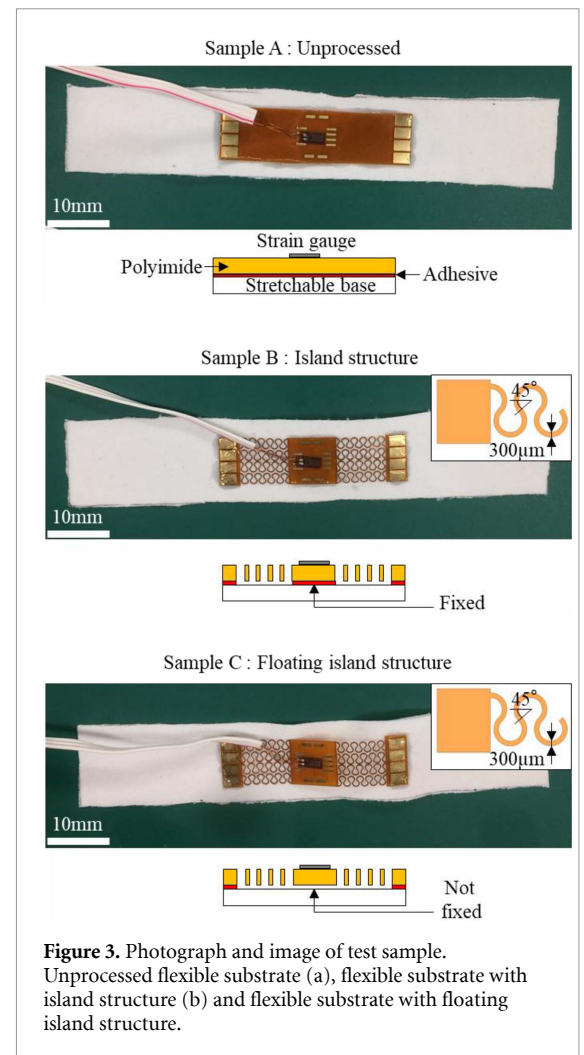 Sample A : Unprocessed
10mm
Strain gauge
Polyimide
Adhesive
Stretchable base
Sample B : Island structure
45°
300μm
10mm
Fixed
Sample C : Floating island structure
45°
300μm
10mm
Not
fixed
Figure 3. Photograph and image of test sample.
Unprocessed flexible substrate (a), flexible substrate with
island structure (b) and flexible substrate with floating
island structure.